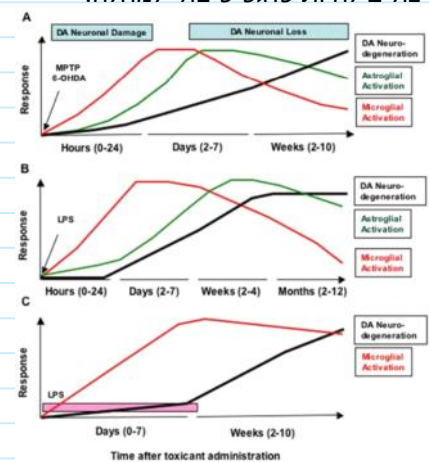 A
DA Neuronal Damage
DA Neuronal Loss
MPTP
6-OHDA
Response
Hours (0-24)
Days (2-7)
Weeks (2-10)
DA Neuro-
degeneration
Astroglial
Activation
Microglial
Activation
B
LPS
Response
Hours (0-24)
Days (2-7)
Weeks (2-4)
Months (2-12)
DA Neuro-
degeneration
Astroglial
Activation
Microglial
Activation
C
LPS
Response
Days (0-7)
Weeks (2-10)
DA Neuro-
degeneration
Microglial
Activation
Time after toxicant administration